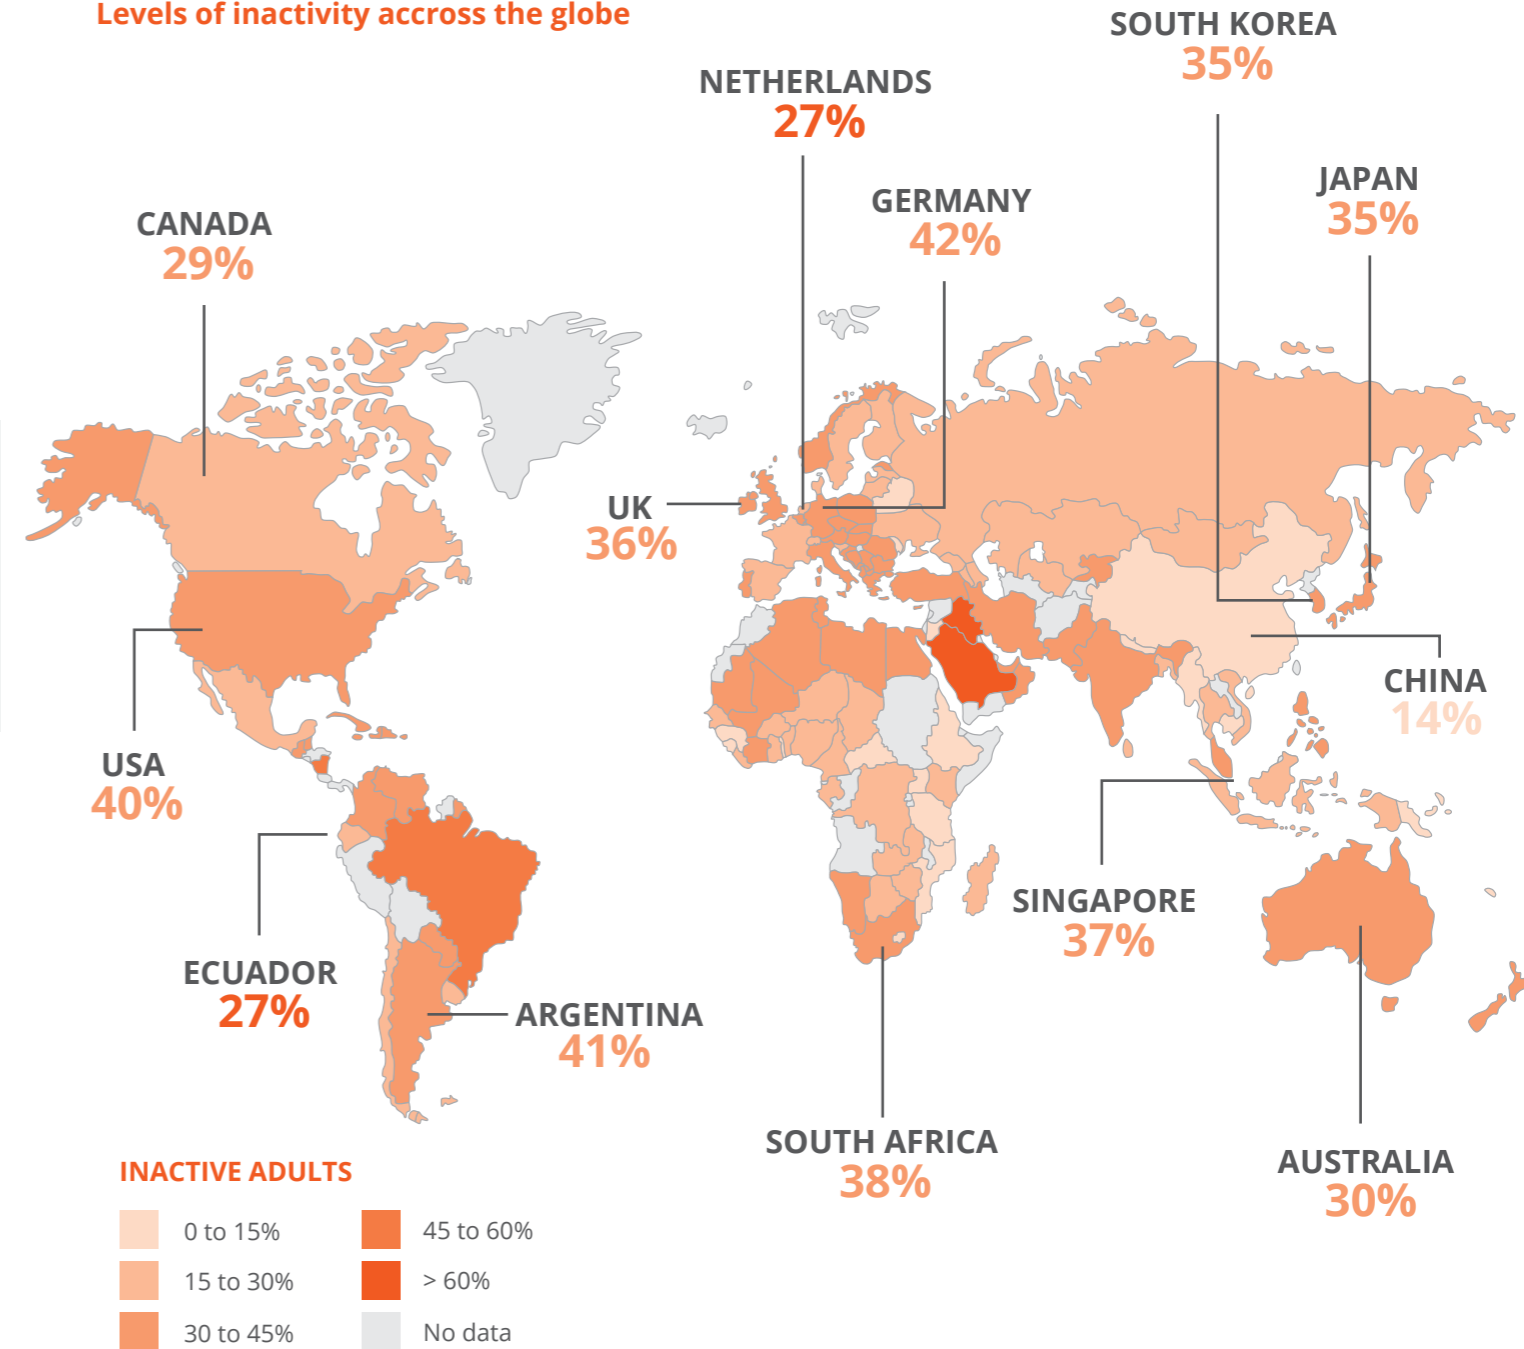 Levels of inactivity accross the globe
SOUTH KOREA
35%
NETHERLANDS
27%
JAPAN
35%
GERMANY
42%
CANADA
29%
UK
36%
CHINA
14%
USA
40%
SINGAPORE
37%
ECUADOR
27%
ARGENTINA
41%
SOUTH AFRICA
38%
AUSTRALIA
30%
INACTIVE ADULTS
0 to 15%
15 to 30%
30 to 45%
45 to 60%
> 60%
No data